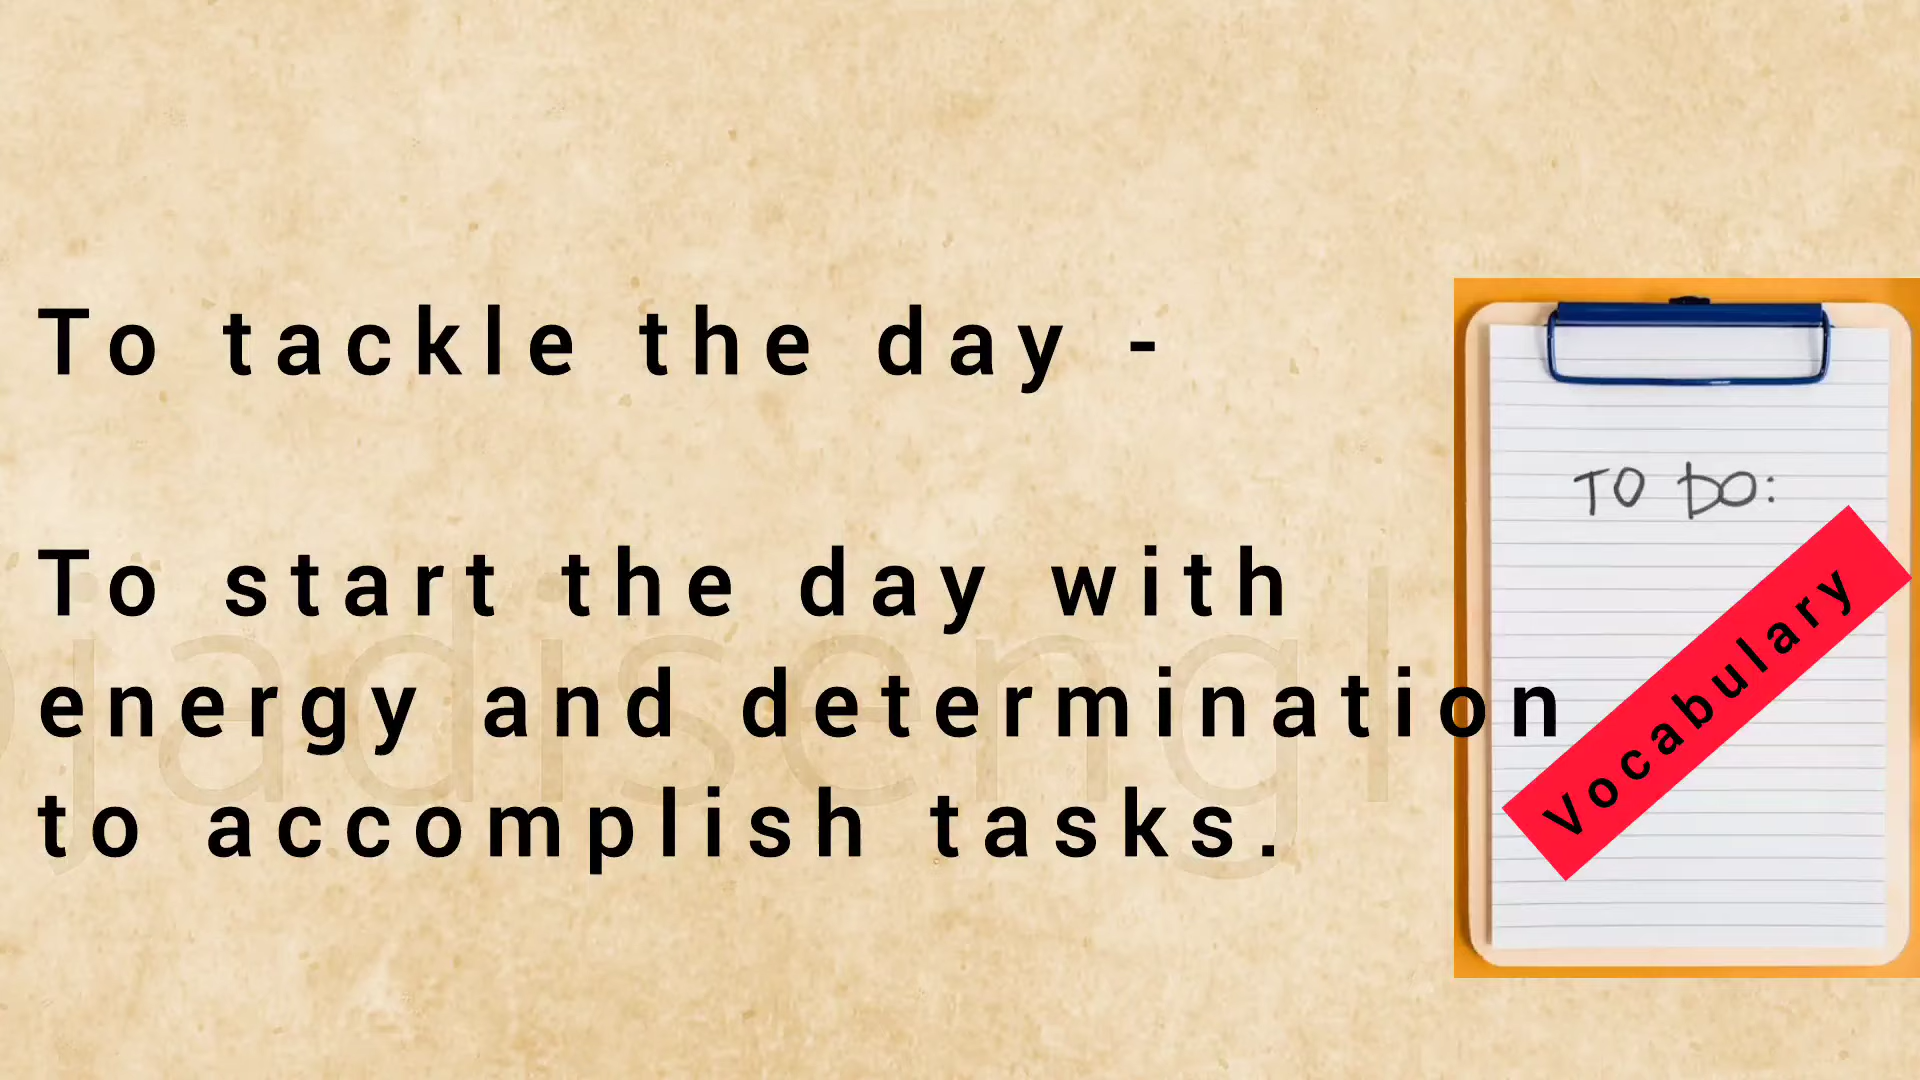 To tackle the day -
To start the day with
energy and determination
to accomplish tasks.
TO DO:
Vocabulary